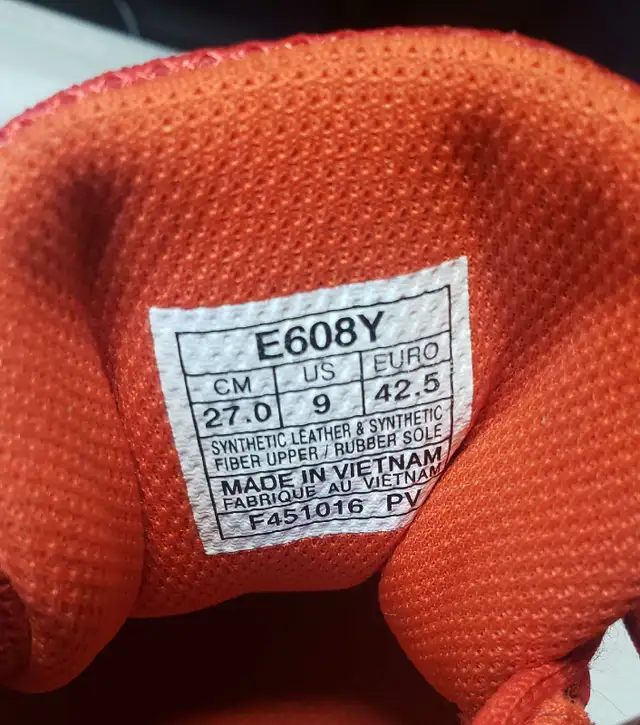 E608Y
CM US EURO
27.0 9 42.5
SYNTHETIC LEATHER & SYNTHETIC
FIBER UPPER / RUBBER SOLE
MADE IN VIETNAM
FABRIQUE AU VIETNAM
F451016 PV